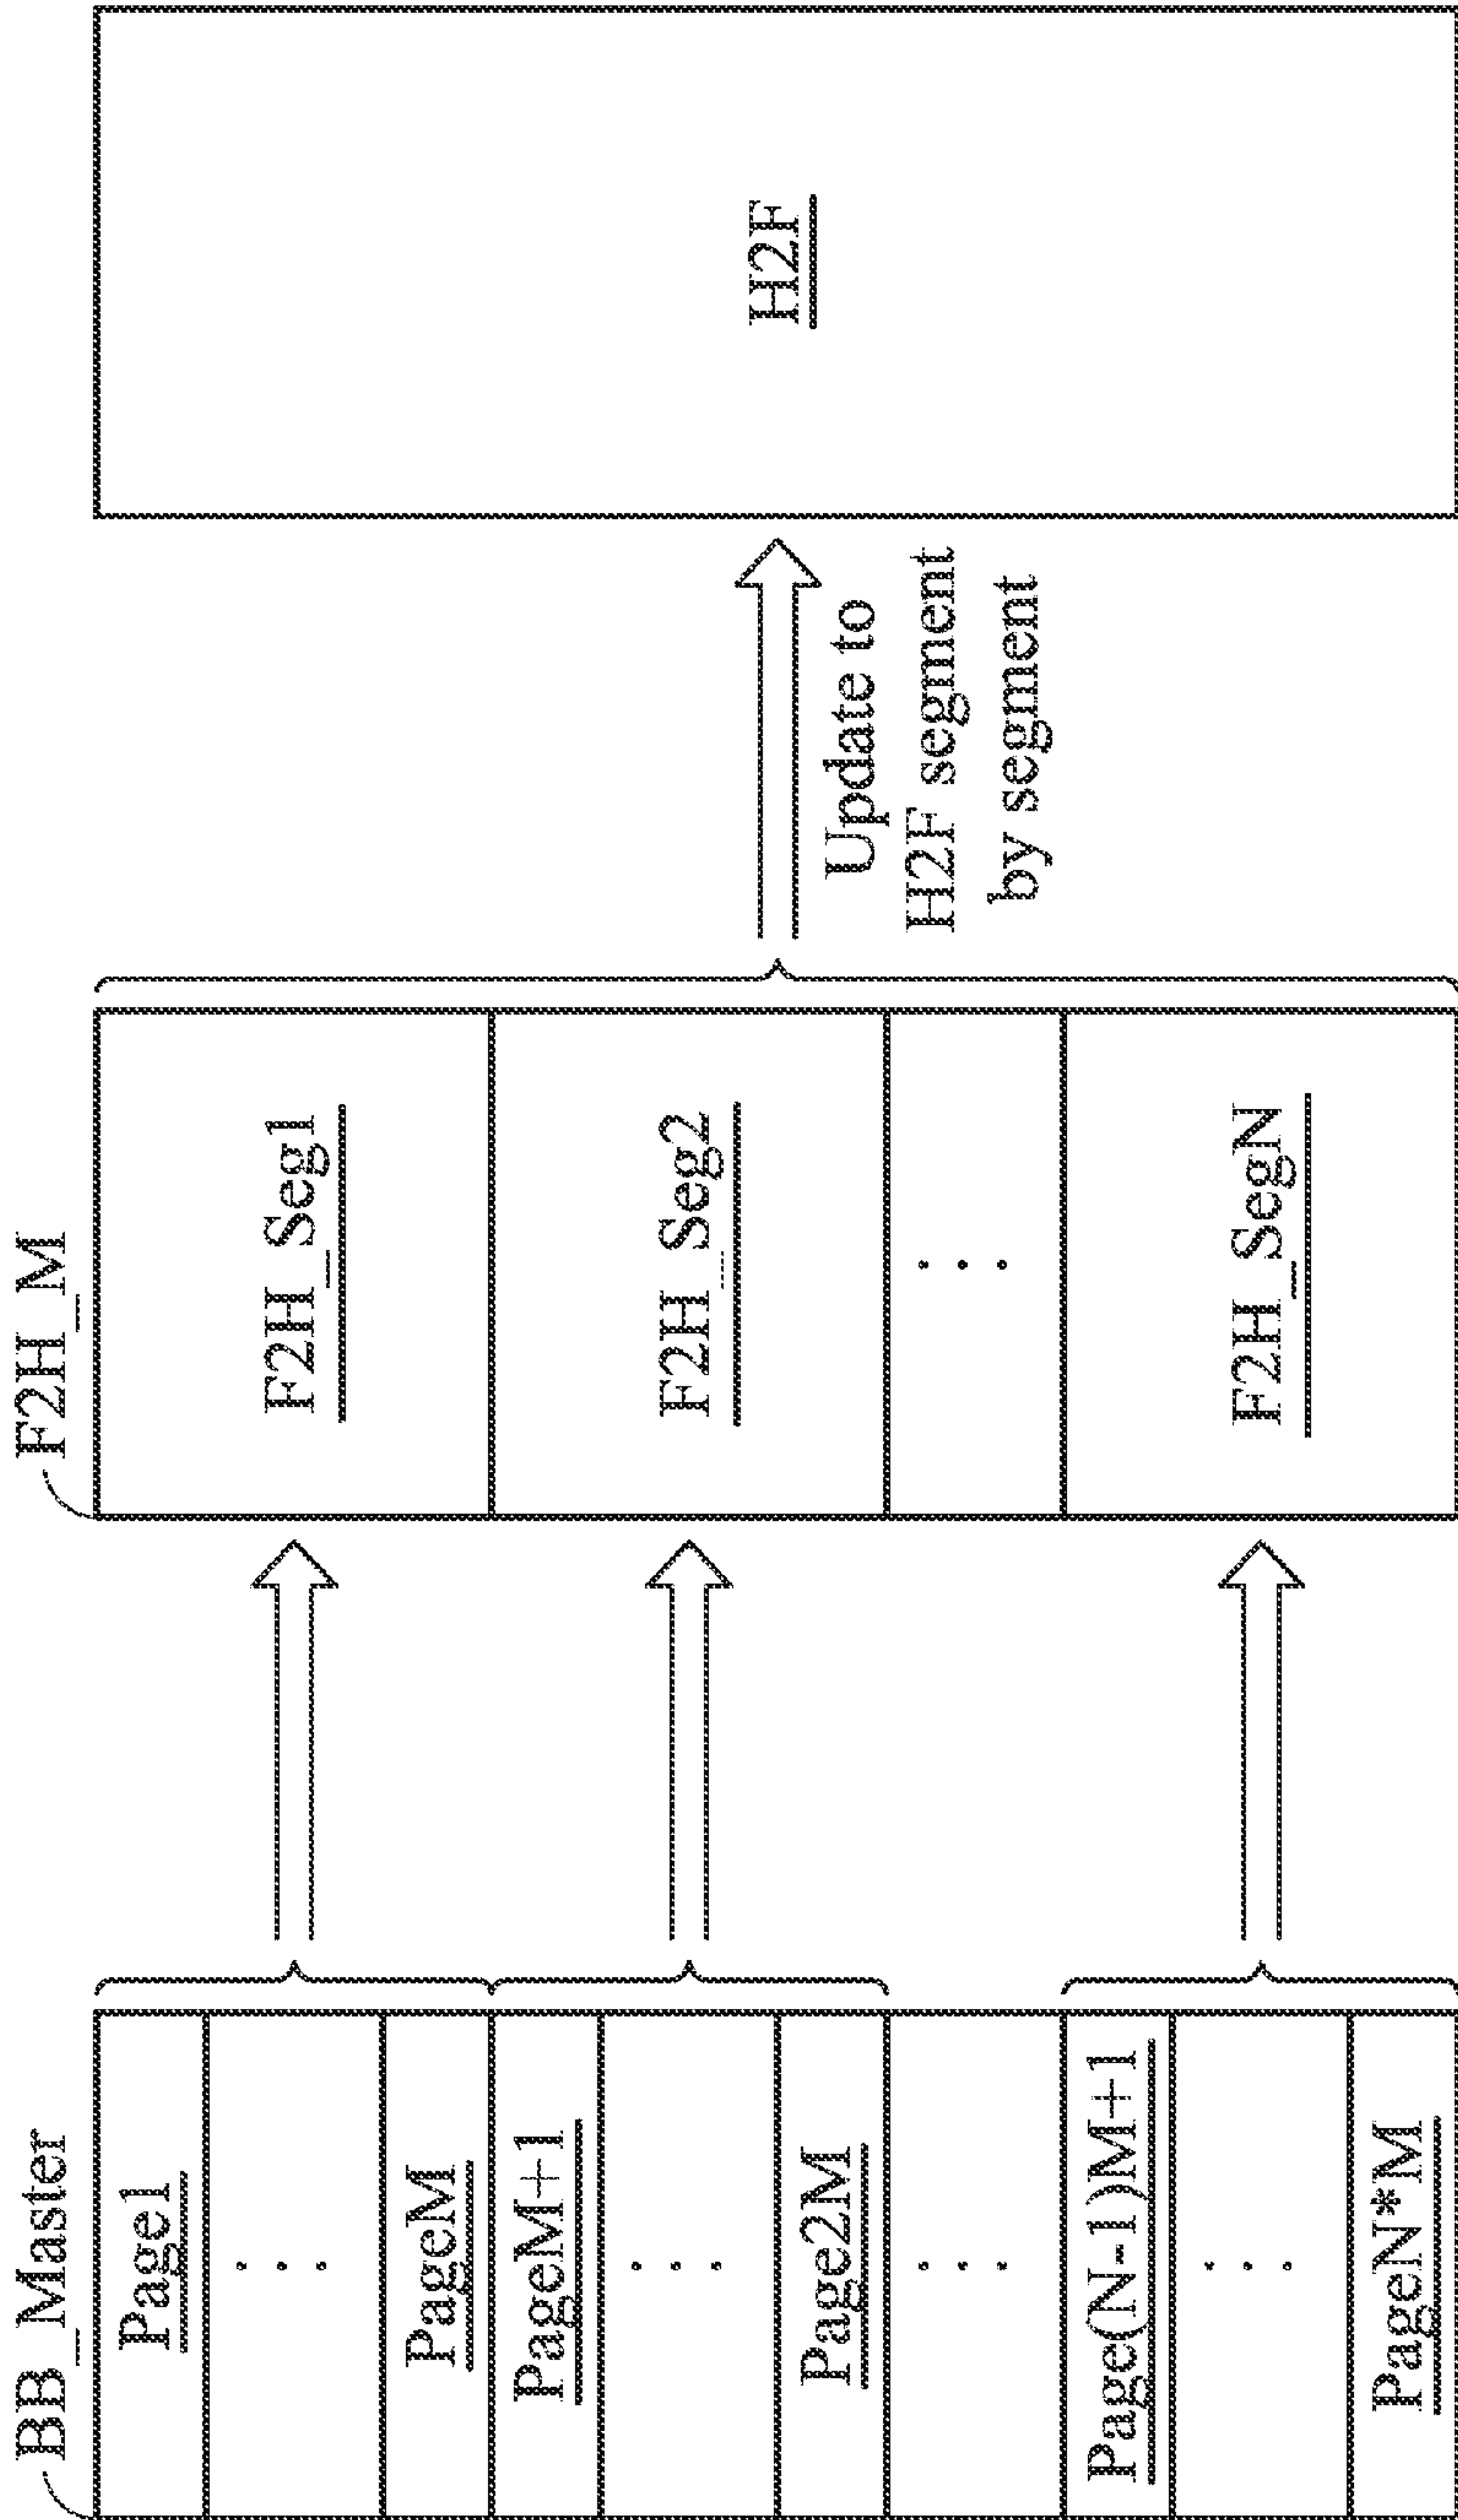 BB_Master
Page1
PageM
PageM+1
Page2M
Page(N-1)M+1
PageN*M
F2H_M
F2H_Seg1
F2H_Seg2
F2H_SegN
Update to
H2F segment
by segment
H2F